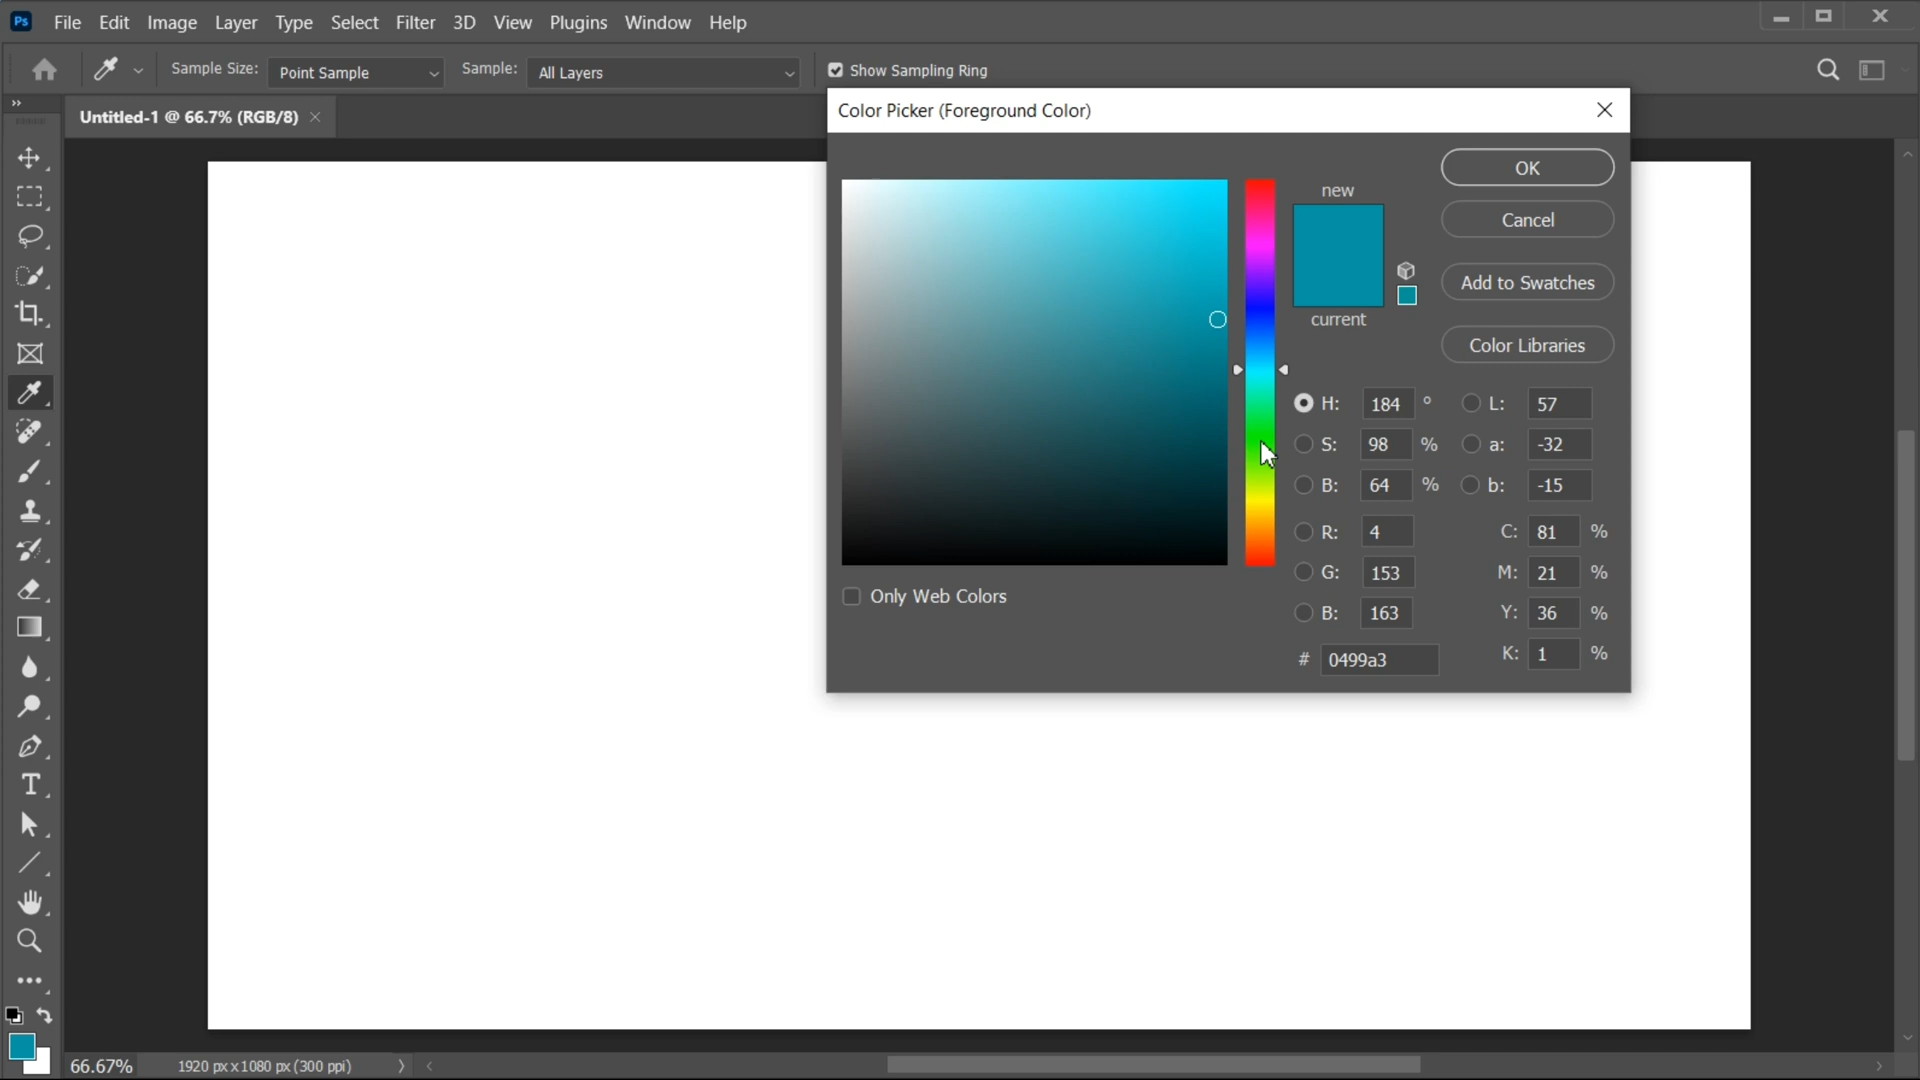 Ps File Edit Image Layer Type Select Filter 3D View Plugins Window Help
Sample Size: Point Sample Sample: All Layers Show Sampling Ring
Untitled-1 @ 66.7% (RGB/8)
Color Picker (Foreground Color)
new
current
OK
Cancel
Add to Swatches
Color Libraries
H: 184 ° L: 57
S: 98 % a: -32
B: 64 % b: -15
R: 4 C: 81 %
G: 153 M: 21 %
B: 163 Y: 36 %
# 0499a3 K: 1 %
Only Web Colors
T
66.67% 1920 px x 1080 px (300 ppi)